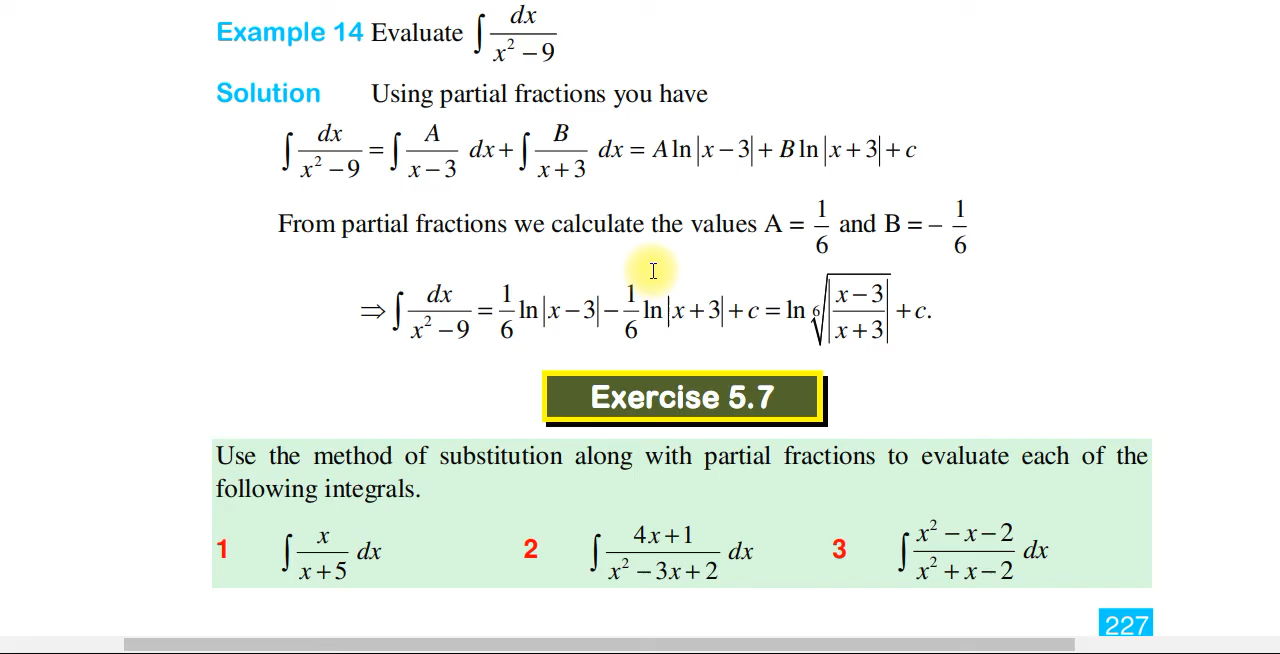 Example 14 Evaluate ∫ dx/(x² − 9)
Solution Using partial fractions you have
∫ dx/(x² − 9) = ∫ A/(x − 3) dx + ∫ B/(x + 3) dx = A ln|x − 3| + B ln|x + 3| + c
From partial fractions we calculate the values A = 1/6 and B = − 1/6
⇒ ∫ dx/(x² − 9) = 1/6 ln|x − 3| − 1/6 ln|x + 3| + c = ln ⁶√|(x − 3)/(x + 3)| + c.
Exercise 5.7
Use the method of substitution along with partial fractions to evaluate each of the
following integrals.
1 ∫ x/(x + 5) dx 2 ∫ (4x + 1)/(x² − 3x + 2) dx 3 ∫ (x² − x − 2)/(x² + x − 2) dx
227